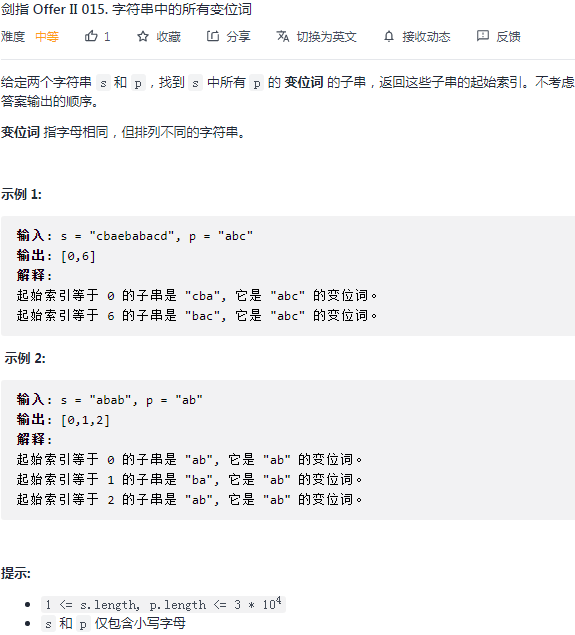 剑指 Offer II 015. 字符串中的所有变位词
难度 中等 1 收藏 分享 切换为英文 接收动态 反馈
给定两个字符串 s 和 p，找到 s 中所有 p 的 变位词 的子串，返回这些子串的起始索引。不考虑
答案输出的顺序。
变位词 指字母相同，但排列不同的字符串。
示例 1:
输入: s = "cbaebabacd", p = "abc"
输出: [0,6]
解释:
起始索引等于 0 的子串是 "cba", 它是 "abc" 的变位词。
起始索引等于 6 的子串是 "bac", 它是 "abc" 的变位词。
示例 2:
输入: s = "abab", p = "ab"
输出: [0,1,2]
解释:
起始索引等于 0 的子串是 "ab", 它是 "ab" 的变位词。
起始索引等于 1 的子串是 "ba", 它是 "ab" 的变位词。
起始索引等于 2 的子串是 "ab", 它是 "ab" 的变位词。
提示:
• 1 <= s.length, p.length <= 3 * 10⁴
• s 和 p 仅包含小写字母